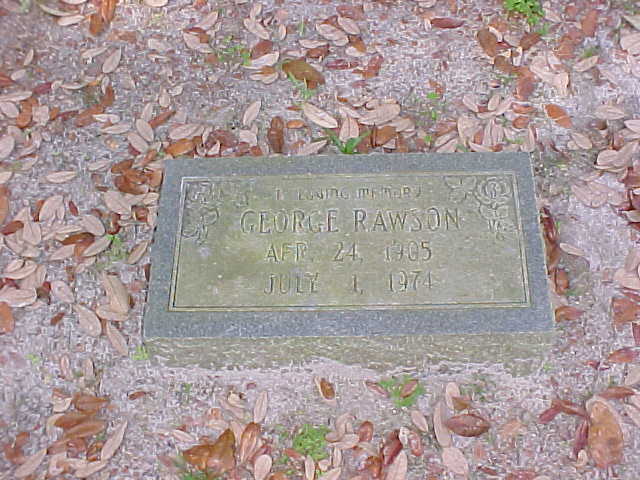 IN LOVING MEMORY
GEORGE RAWSON
APR. 24, 1905
JULY 1, 1974